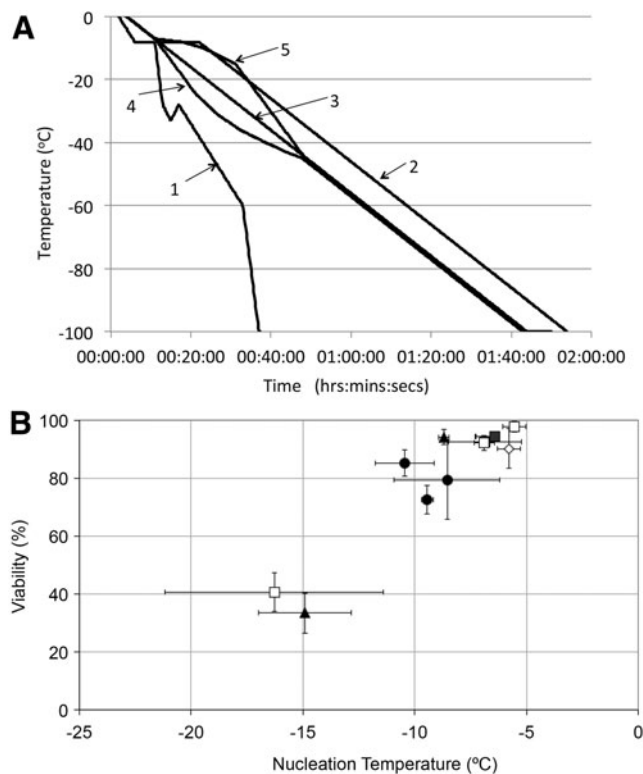 A
Temperature (ºC)
0
-20
-40
-60
-80
-100
1
2
3
4
5
00:00:00 00:20:00 00:40:00 01:00:00 01:20:00 01:40:00 02:00:00
Time (hrs:mins:secs)
B
Viability (%)
100
80
60
40
20
0
-25 -20 -15 -10 -5 0
Nucleation Temperature (ºC)